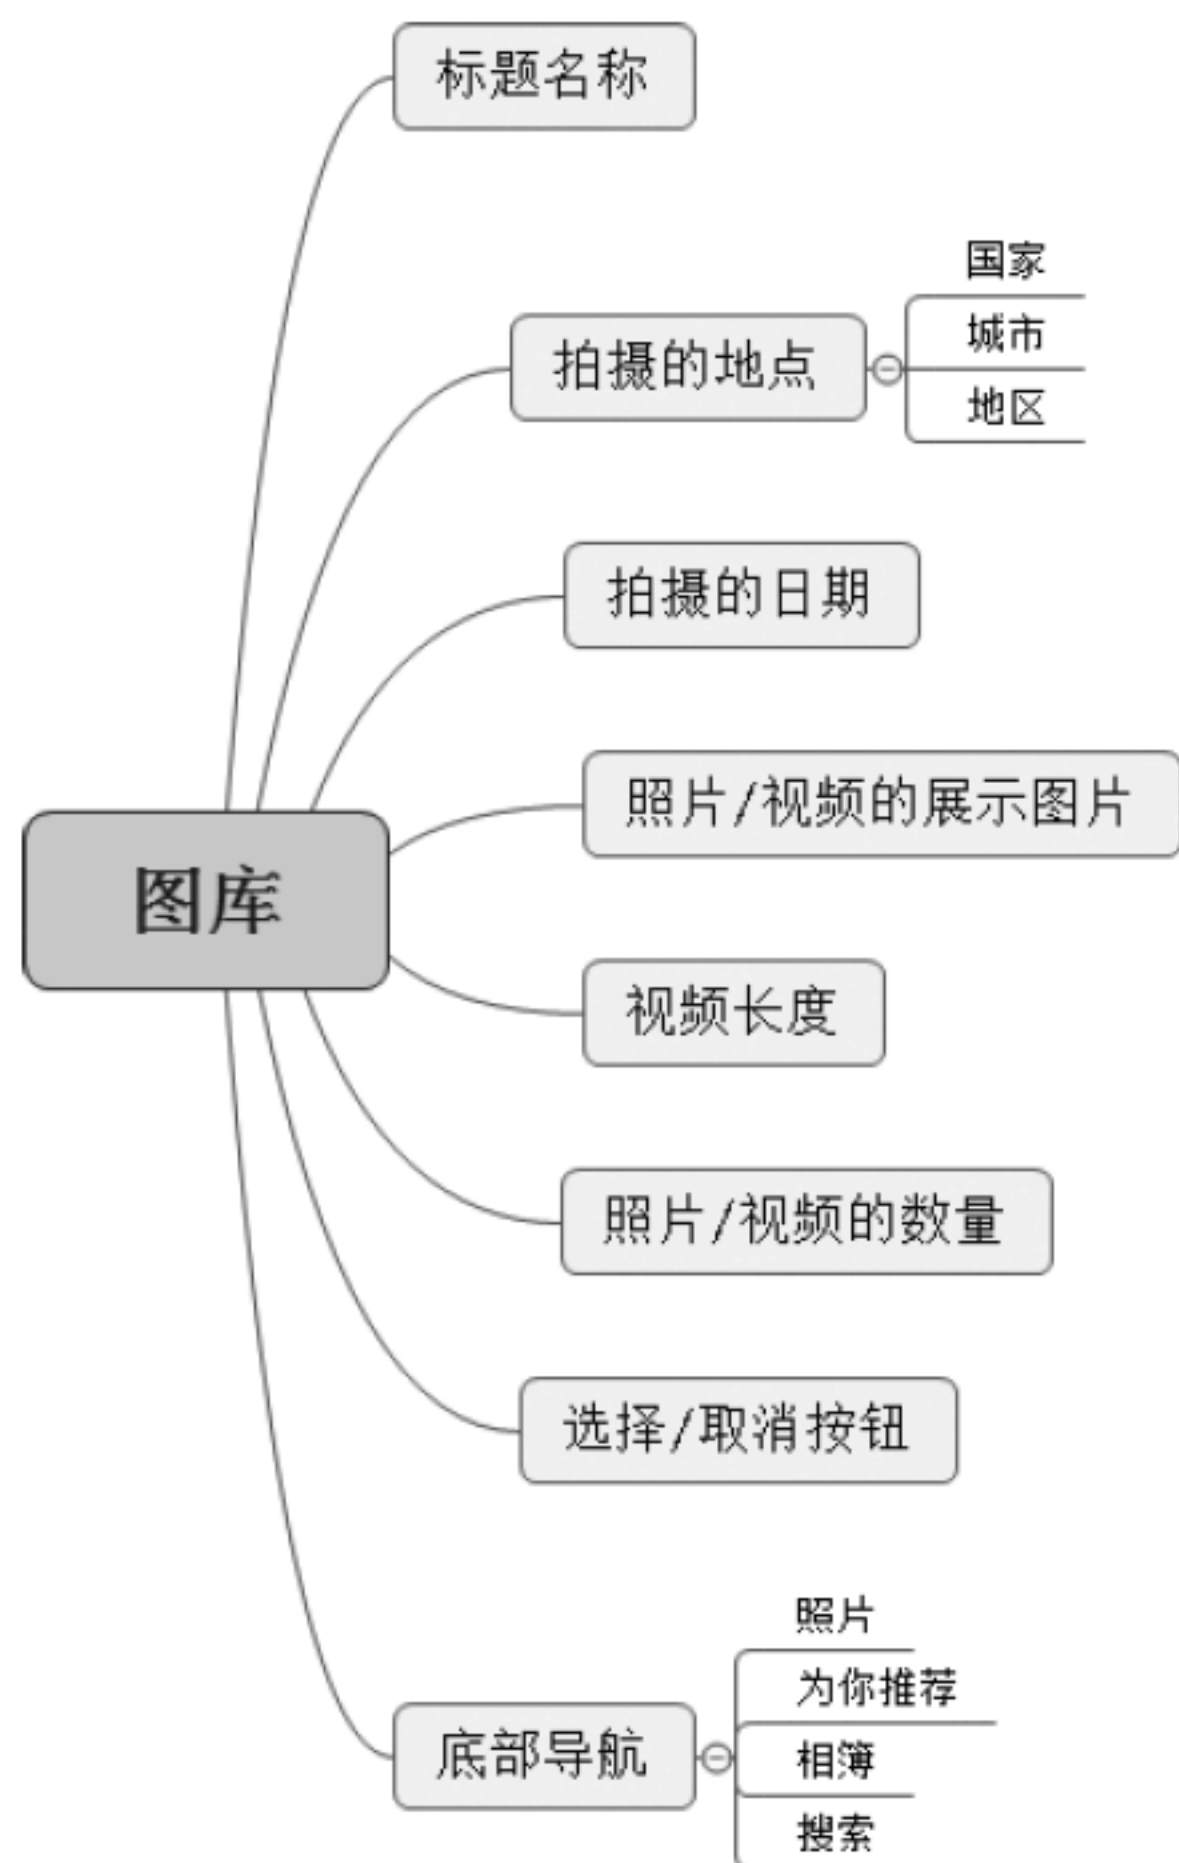 标题名称
国家
拍摄的地点
城市
地区
拍摄的日期
照片/视频的展示图片
图库
视频长度
照片/视频的数量
选择/取消按钮
照片
为你推荐
底部导航
相簿
搜索